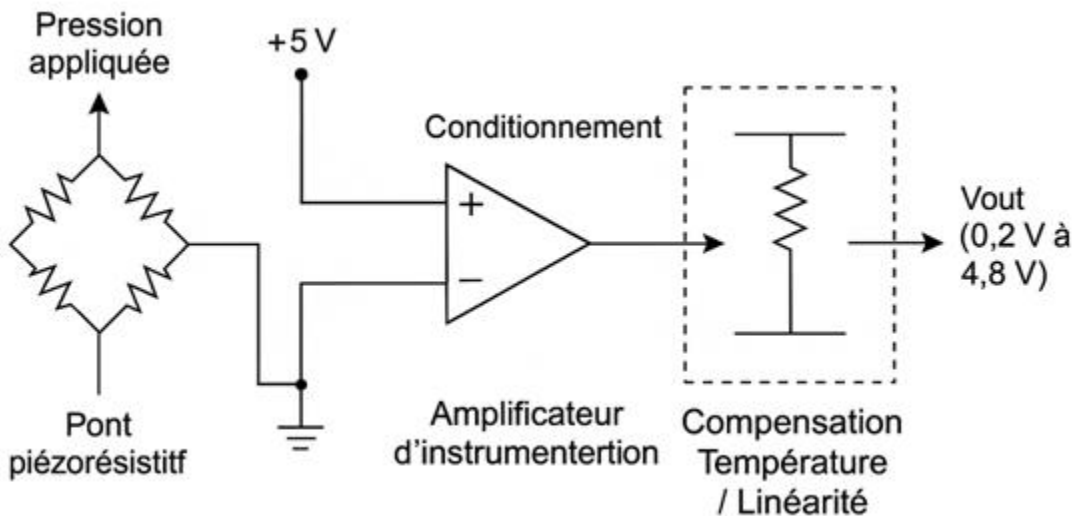 Pression
appliquée
+5 V
Conditionnement
+
−
Vout
(0,2 V à
4,8 V)
Pont
piézorésistitf
Amplificateur
d'instrumentertion
Compensation
Température
/ Linéarité